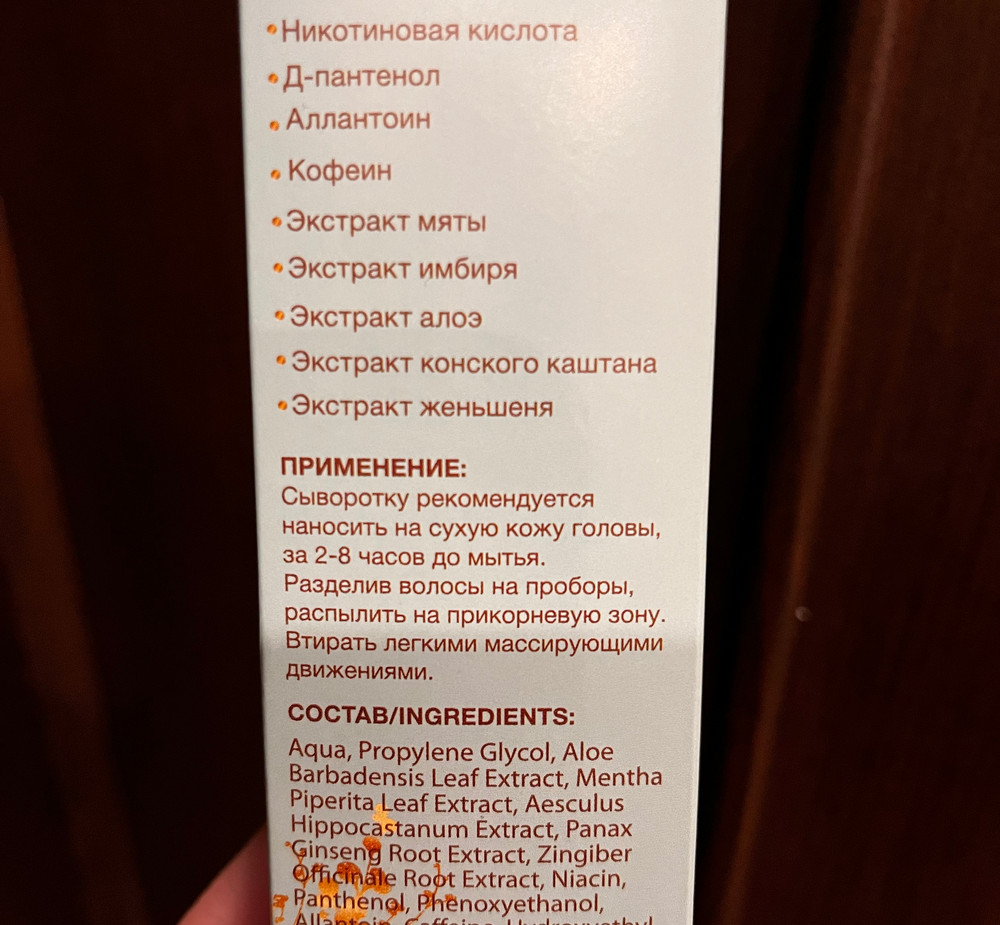 • Никотиновая кислота
• Д-пантенол
• Аллантоин
• Кофеин
• Экстракт мяты
• Экстракт имбиря
• Экстракт алоэ
• Экстракт конского каштана
• Экстракт женьшеня
ПРИМЕНЕНИЕ:
Сыворотку рекомендуется
наносить на сухую кожу головы,
за 2-8 часов до мытья.
Разделив волосы на проборы,
распылить на прикорневую зону.
Втирать легкими массирующими
движениями.
СОСТАВ/INGREDIENTS:
Aqua, Propylene Glycol, Aloe
Barbadensis Leaf Extract, Mentha
Piperita Leaf Extract, Aesculus
Hippocastanum Extract, Panax
Ginseng Root Extract, Zingiber
Officinale Root Extract, Niacin,
Panthenol, Phenoxyethanol,
Allantoin, Caffeine, Hydroxyethyl